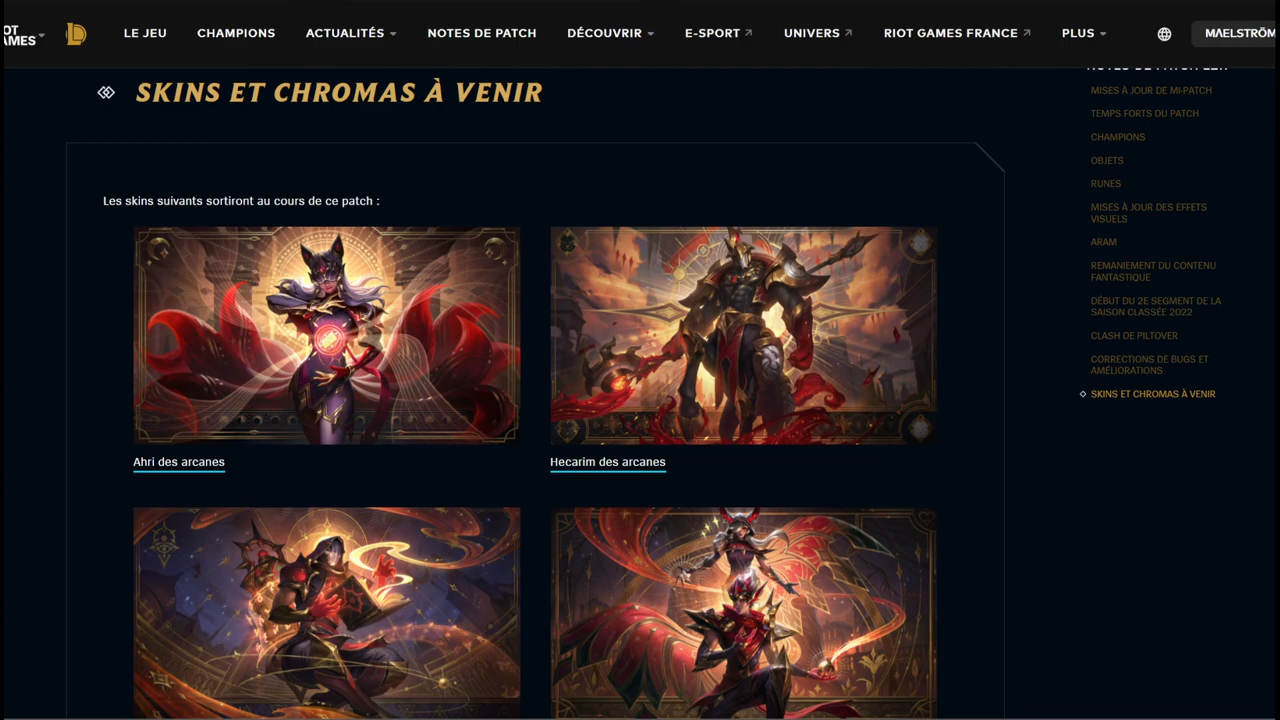 LE JEU CHAMPIONS ACTUALITÉS NOTES DE PATCH DÉCOUVRIR E-SPORT UNIVERS RIOT GAMES FRANCE PLUS MAELSTRÖM
SKINS ET CHROMAS À VENIR
Les skins suivants sortiront au cours de ce patch :
Ahri des arcanes
Hecarim des arcanes
MISES À JOUR DE MI-PATCH
TEMPS FORTS DU PATCH
CHAMPIONS
OBJETS
RUNES
MISES À JOUR DES EFFETS
VISUELS
ARAM
REMANIEMENT DU CONTENU
FANTASTIQUE
DÉBUT DU 2E SEGMENT DE LA
SAISON CLASSÉE 2022
CLASH DE PILTOVER
CORRECTIONS DE BUGS ET
AMÉLIORATIONS
SKINS ET CHROMAS À VENIR